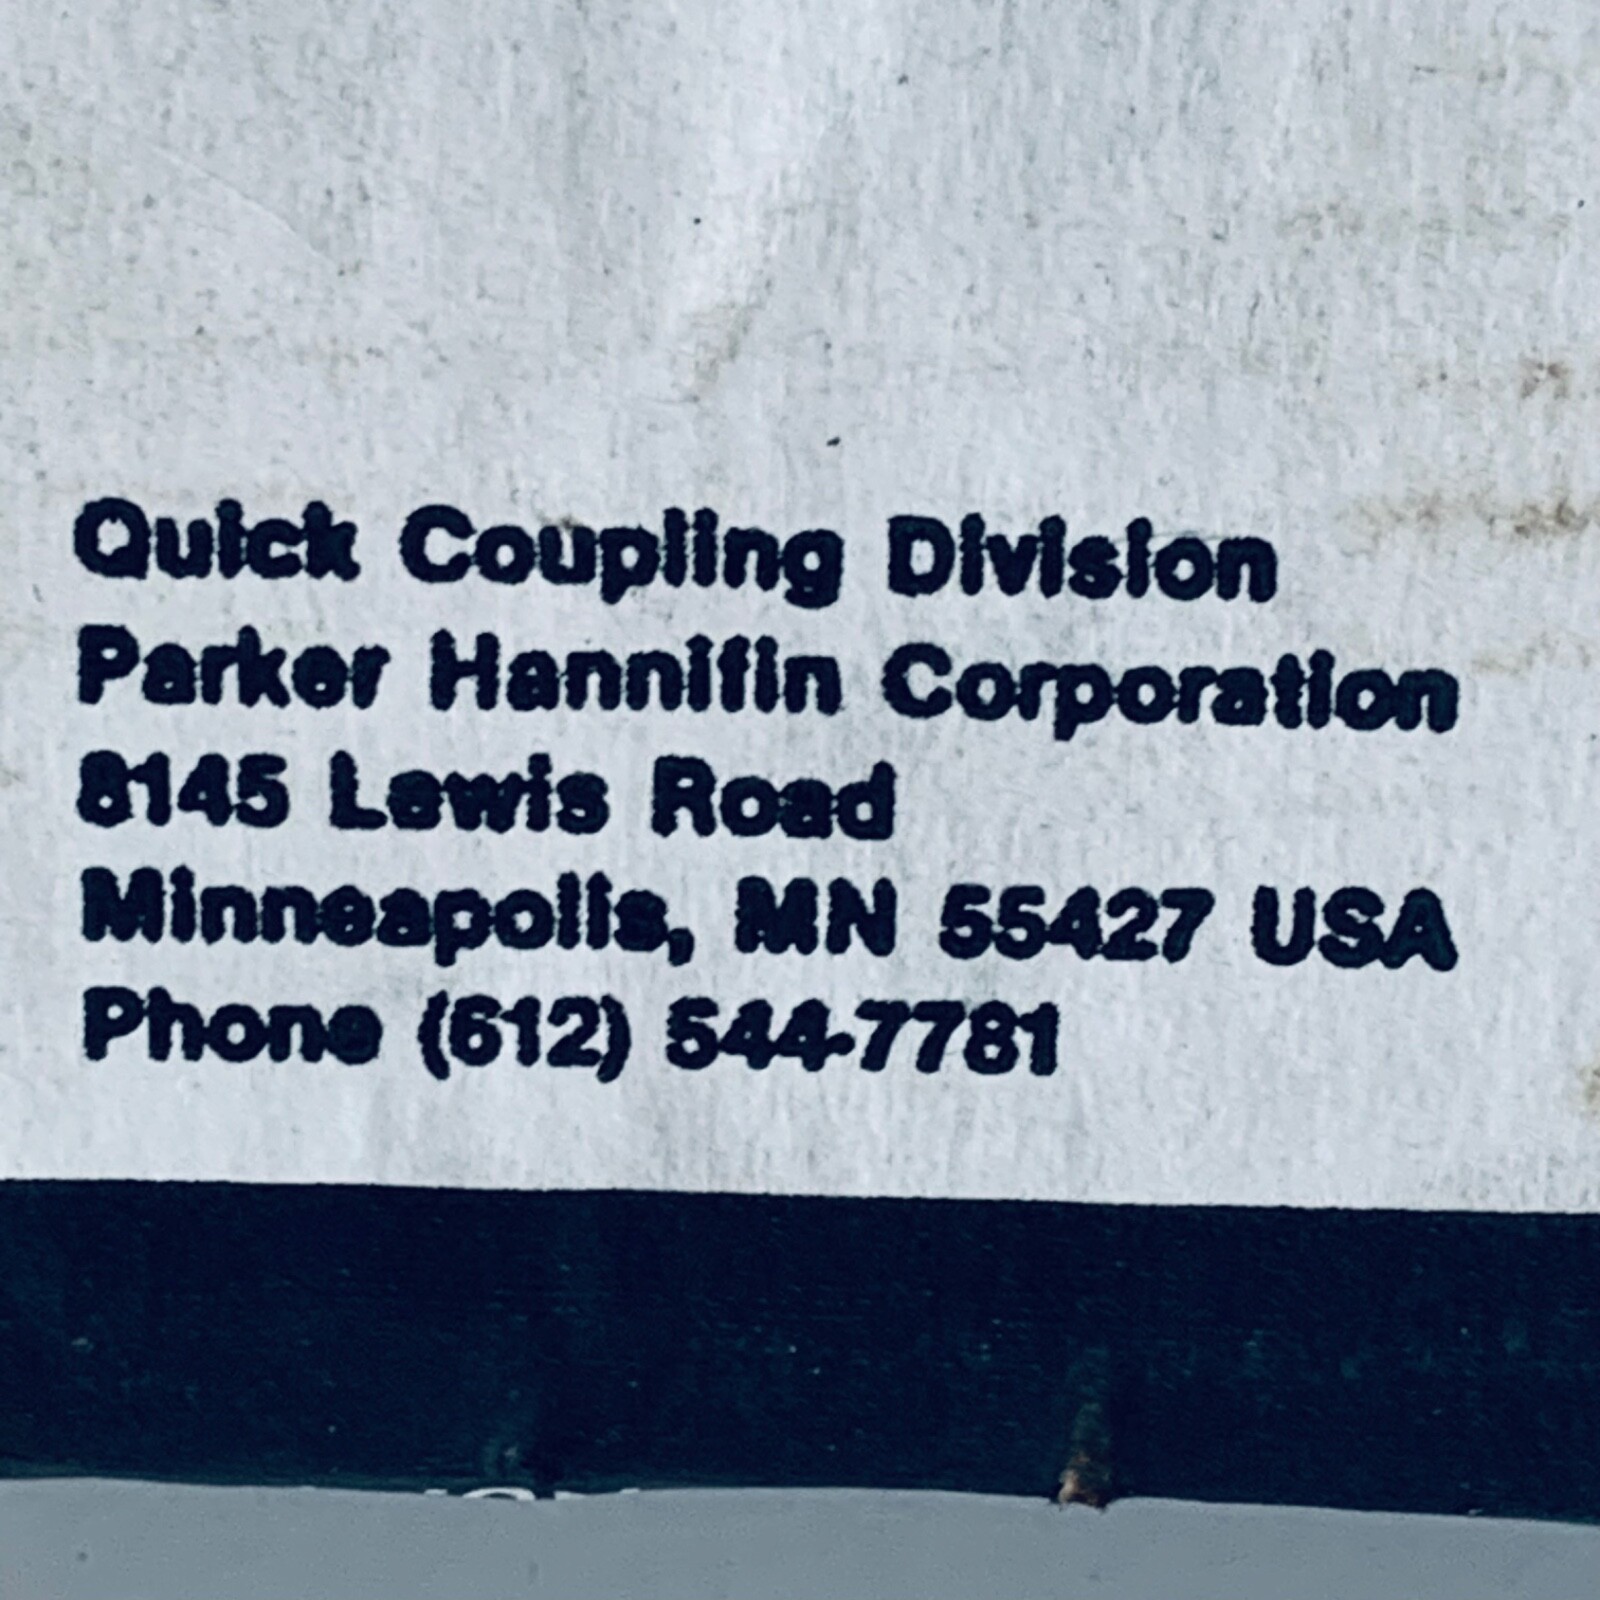 Quick Coupling Division
Parker Hannifin Corporation
8145 Lewis Road
Minneapolis, MN 55427 USA
Phone (612) 544-7781